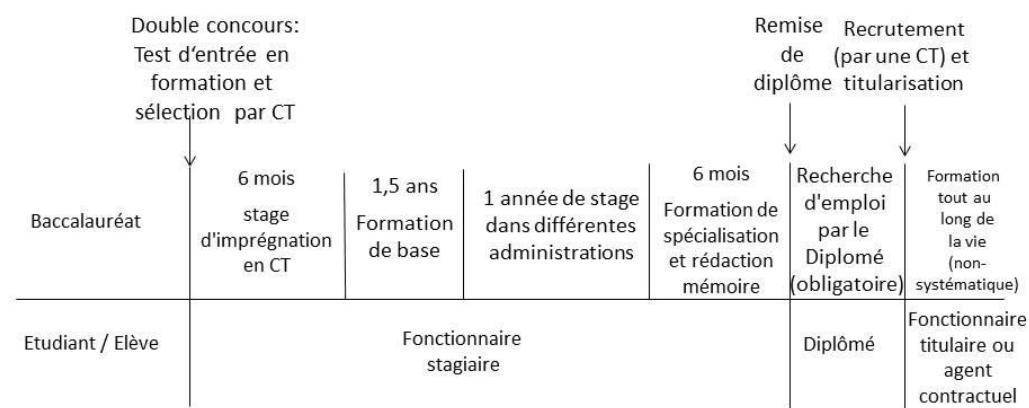 Double concours:
Test d'entrée en
formation et
sélection par CT
Remise
de
diplôme
Recrutement
(par une CT) et
titularisation
Baccalauréat
6 mois
stage
d'imprégnation
en CT
1,5 ans
Formation
de base
1 année de stage
dans différentes
administrations
6 mois
Formation de
spécialisation
et rédaction
mémoire
Recherche
d'emploi
par le
Diplomé
(obligatoire)
Formation
tout au
long de
la vie
(non-
systématique)
Etudiant / Elève
Fonctionnaire
stagiaire
Diplômé
Fonctionnaire
titulaire ou
agent
contractuel